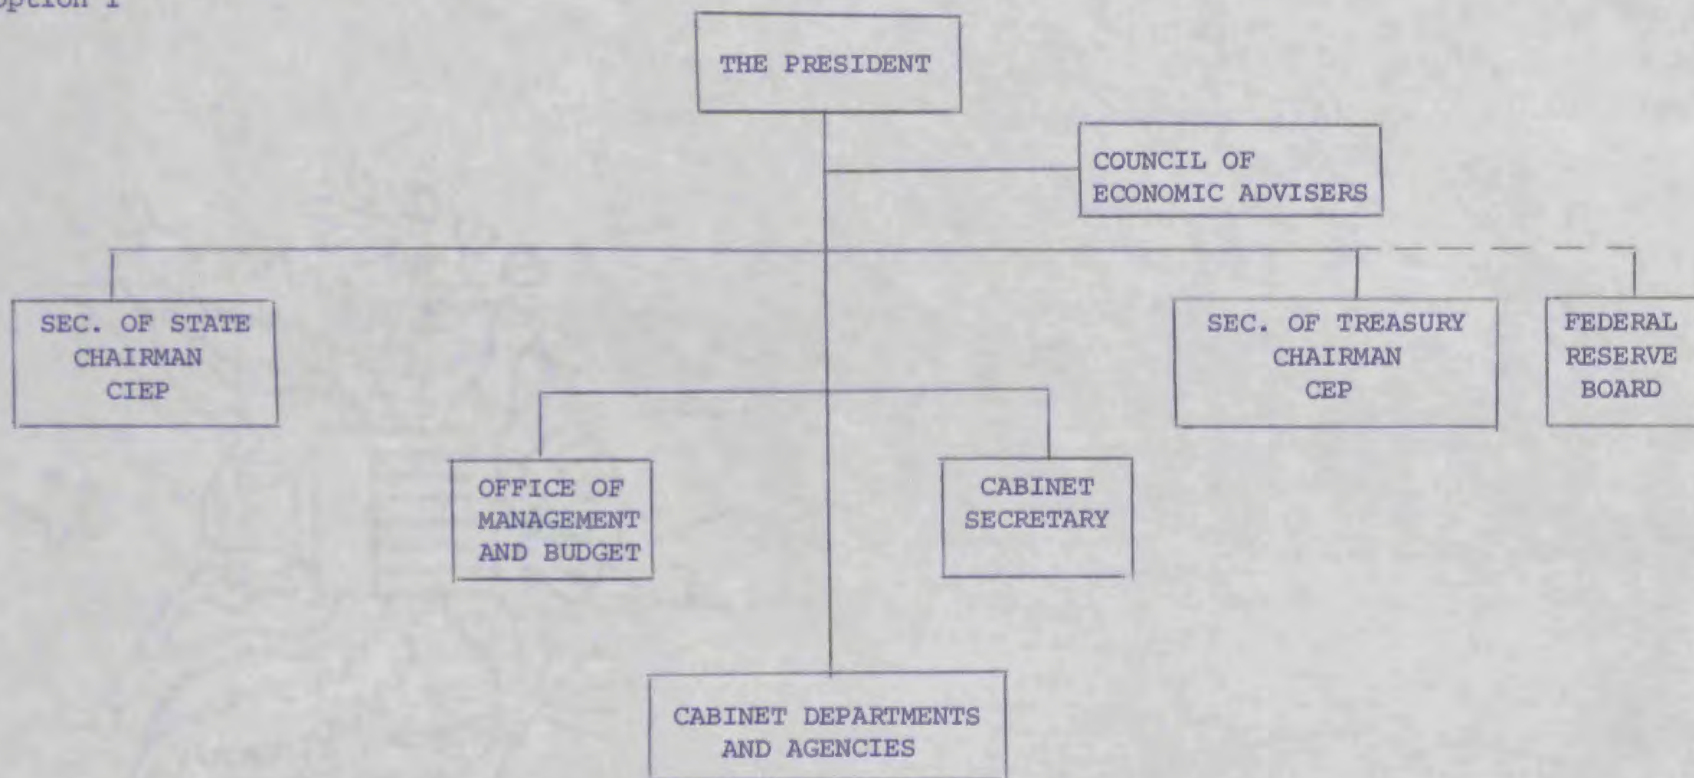 Option I
THE PRESIDENT
COUNCIL OF
ECONOMIC ADVISERS
SEC. OF STATE
CHAIRMAN
CIEP
SEC. OF TREASURY
CHAIRMAN
CEP
FEDERAL
RESERVE
BOARD
OFFICE OF
MANAGEMENT
AND BUDGET
CABINET
SECRETARY
CABINET DEPARTMENTS
AND AGENCIES